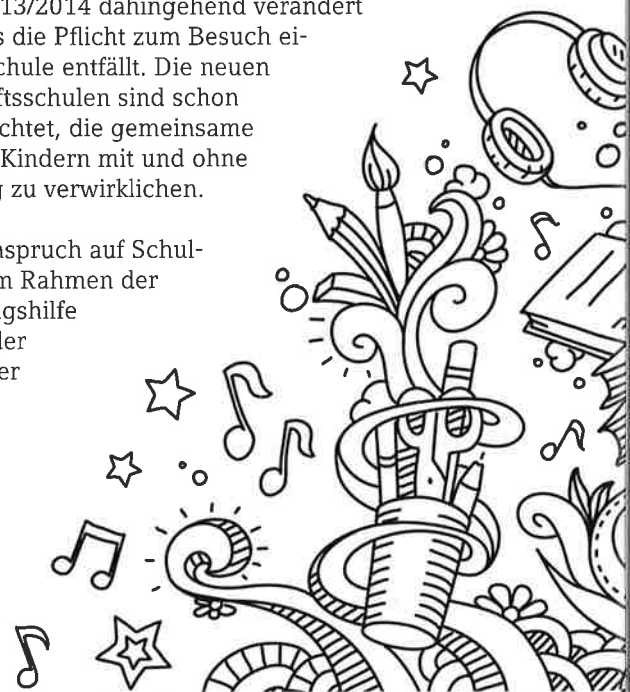 13/2014 dahingehend verändert
s die Pflicht zum Besuch ei-
chule entfällt. Die neuen
ftsschulen sind schon
chtet, die gemeinsame
Kindern mit und ohne
g zu verwirklichen.
nspruch auf Schul-
m Rahmen der
gshilfe
ler
er